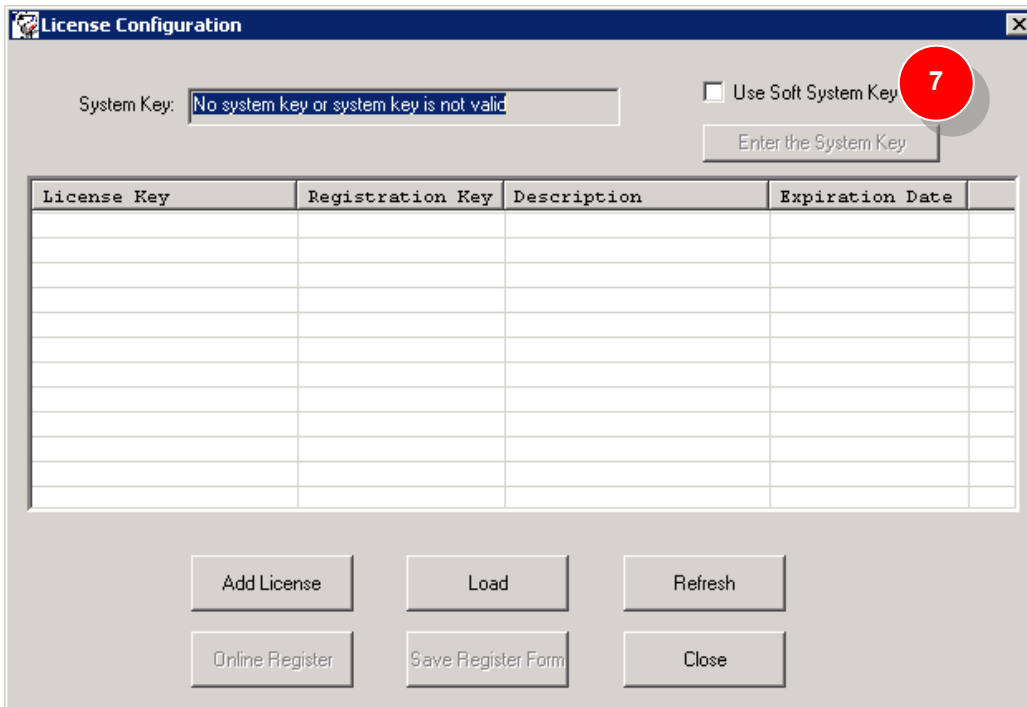 License Configuration
System Key: No system key or system key is not valid
Use Soft System Key
7
Enter the System Key
License Key Registration Key Description Expiration Date
Add License Load Refresh
Online Register Save Register Form Close